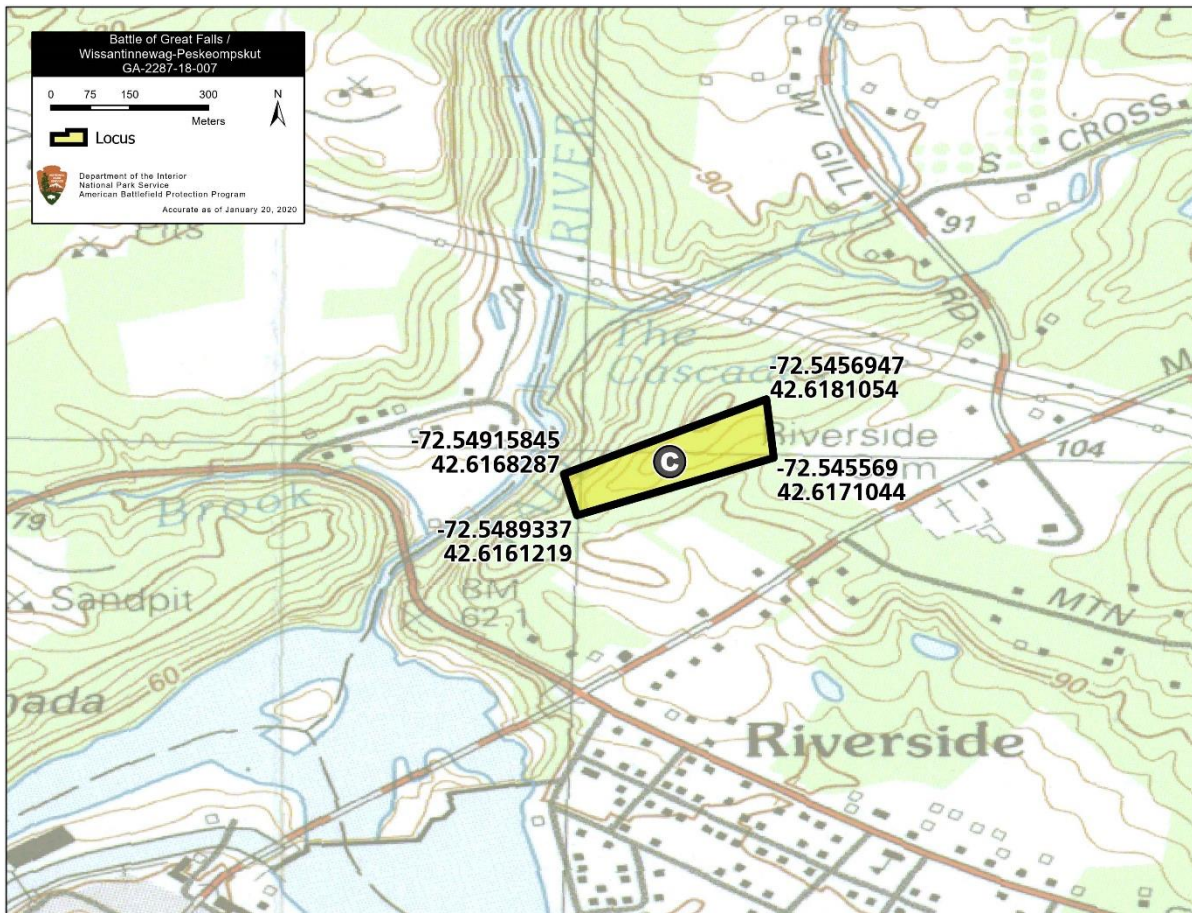 Battle of Great Falls /
Wissantinnewag-Peskeompskut
GA-2287-18-007
0 75 150 300
Meters
N
Locus
Department of the Interior
National Park Service
American Battlefield Protection Program
Accurate as of January 20, 2020
Pits
RIVER
90
W
GILL
RD
S
CROSS
91
The
Cascade
-72.5456947
42.6181054
-72.54915845
42.6168287
C
Riverside
Cem
104
M
-72.545569
42.6171044
-72.5489337
42.6161219
79
Brook
Sandpit
BM
62.1
MTN
60
90
nada
Riverside